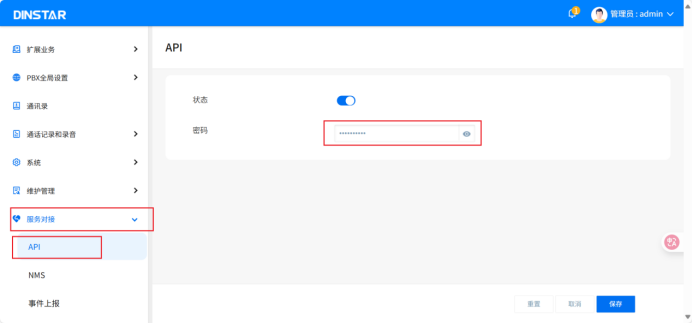 DINSTAR
1
管理员 : admin
扩展业务
PBX全局设置
通讯录
通话记录和录音
系统
维护管理
服务对接
API
NMS
事件上报
API
状态
密码
**********
重置
取消
保存